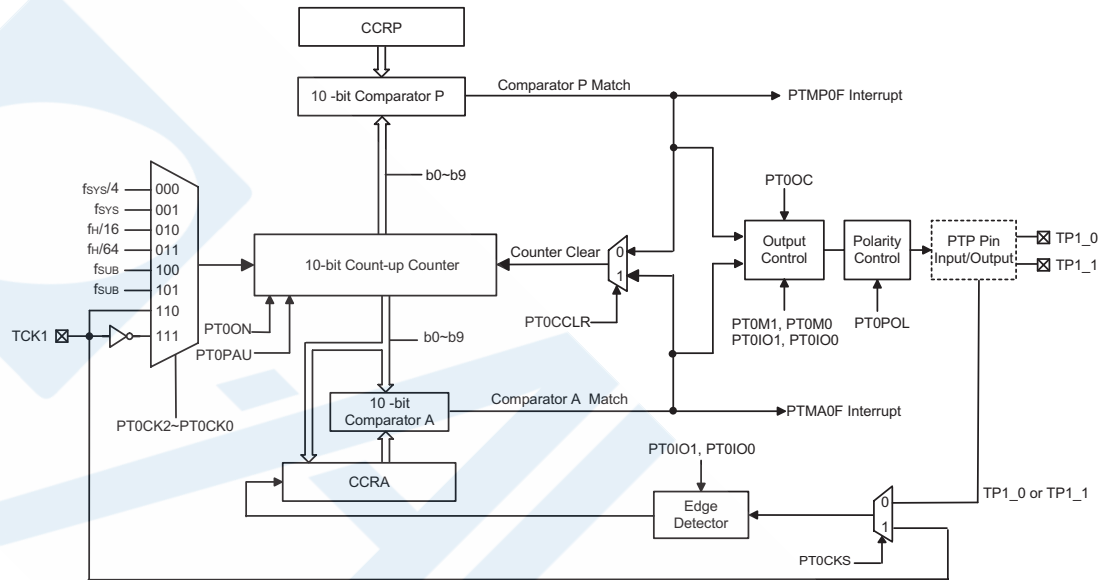 CCRP
10 -bit Comparator P
Comparator P Match
PTMP0F Interrupt
b0~b9
fSYS/4
000
fSYS
001
fH/16
010
fH/64
011
fSUB
100
fSUB
101
110
TCK1
111
PT0CK2~PT0CK0
10-bit Count-up Counter
PT0ON
PT0PAU
Counter Clear
0
1
PT0CCLR
PT0OC
Output
Control
PT0M1, PT0M0
PT0IO1, PT0IO0
Polarity
Control
PT0POL
PTP Pin
Input/Output
TP1_0
TP1_1
b0~b9
10 -bit
Comparator A
Comparator A Match
PTMA0F Interrupt
CCRA
PT0IO1, PT0IO0
Edge
Detector
0
1
TP1_0 or TP1_1
PT0CKS